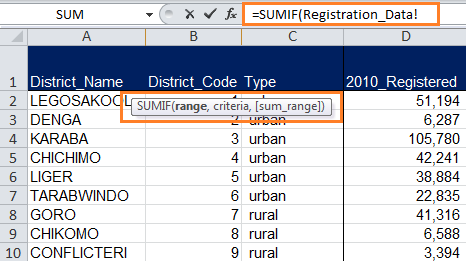 SUM =SUMIF(Registration_Data!
A B C D
1 District_Name District_Code Type 2010_Registered
2 LEGOSAKOOL 51,194
SUMIF(range, criteria, [sum_range])
3 DENGA 2 urban 6,287
4 KARABA 3 urban 105,780
5 CHICHIMO 4 urban 42,241
6 LIGER 5 urban 38,884
7 TARABWINDO 6 urban 22,835
8 GORO 7 rural 41,316
9 CHIKOMO 8 rural 6,588
10 CONFLICTERI 9 rural 3,394